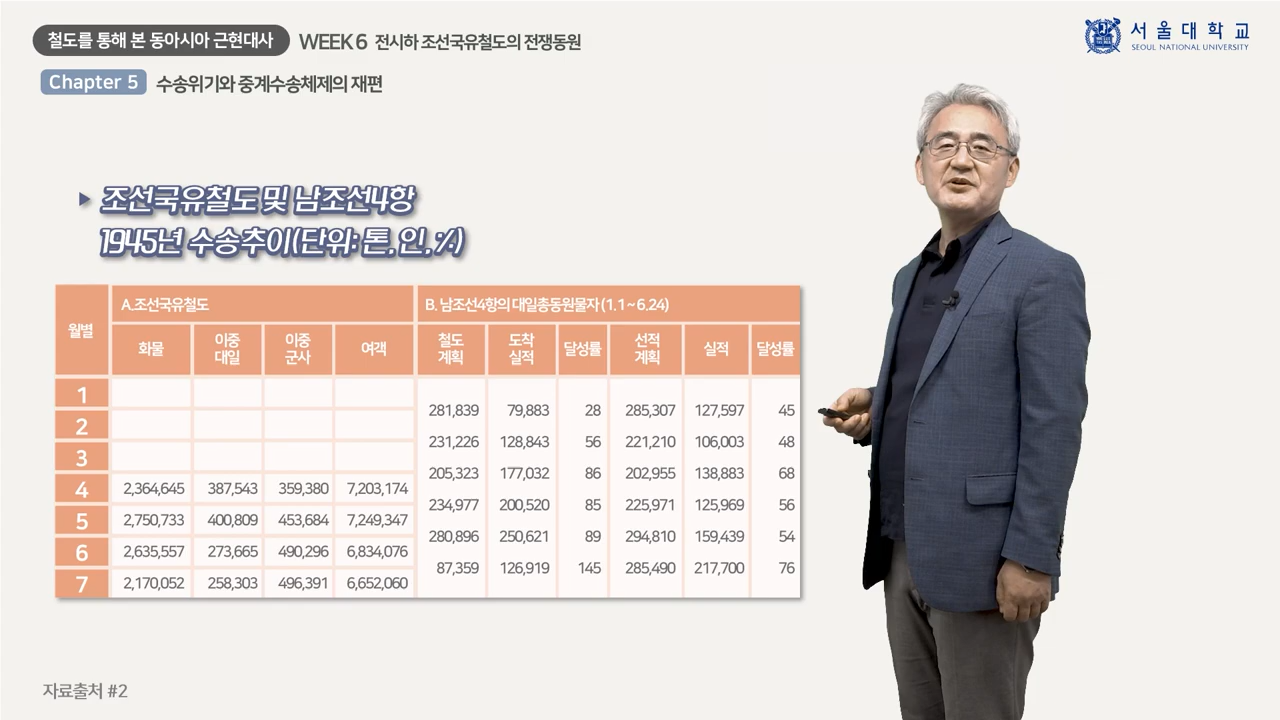 철도를 통해 본 동아시아 근현대사 WEEK 6 전시하 조선국유철도의 전쟁동원
서울대학교
SEOUL NATIONAL UNIVERSITY
Chapter 5 수송위기와 중계수송체제의 재편
조선국유철도 및 남조선4항
1945년 수송추이(단위: 톤, 인, %)
월별 A.조선국유철도 B. 남조선4항의 대일총동원물자 (1. 1 ~ 6. 24)
화물 이중 대일 이중 군사 여객 철도 계획 도착 실적 달성률 선적 계획 실적 달성률
1
281,839 79,883 28 285,307 127,597 45
2
231,226 128,843 56 221,210 106,003 48
3
205,323 177,032 86 202,955 138,883 68
4 2,364,645 387,543 359,380 7,203,174
234,977 200,520 85 225,971 125,969 56
5 2,750,733 400,809 453,684 7,249,347
280,896 250,621 89 294,810 159,439 54
6 2,635,557 273,665 490,296 6,834,076
87,359 126,919 145 285,490 217,700 76
7 2,170,052 258,303 496,391 6,652,060
자료출처 #2